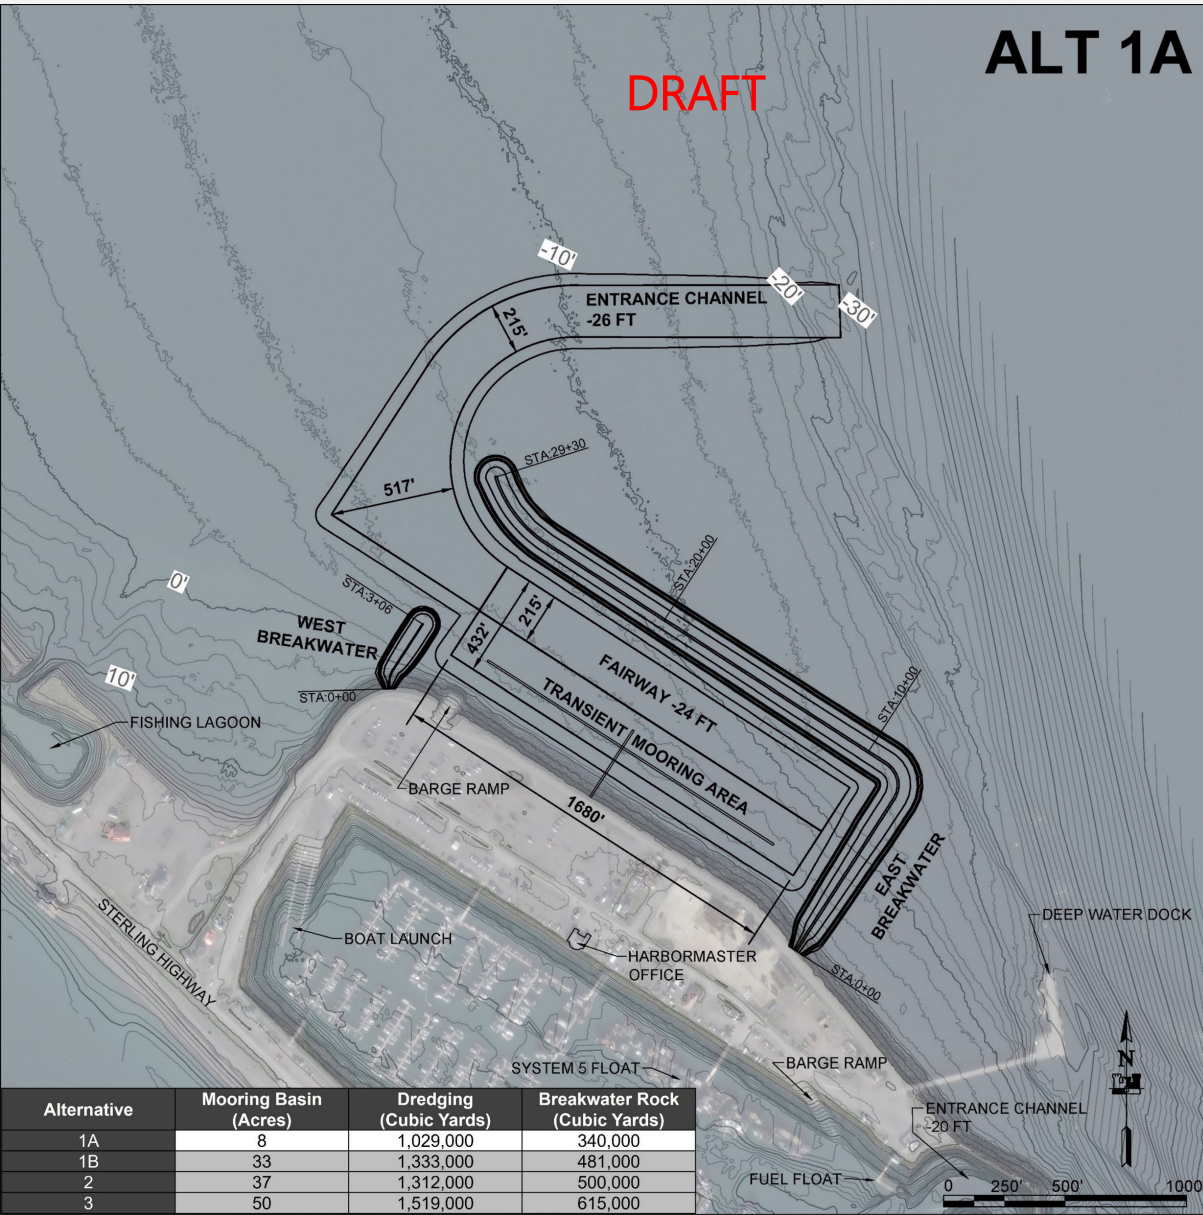 ALT 1A
DRAFT
-10'
-20'
-30'
ENTRANCE CHANNEL
-26 FT
215'
STA:29+30
517'
STA:20+00
0'
STA:3+06
WEST
BREAKWATER
432'
215'
10'
STA:0+00
FAIRWAY -24 FT
TRANSIENT MOORING AREA
STA:10+00
FISHING LAGOON
BARGE RAMP
1680'
EAST
BREAKWATER
STERLING HIGHWAY
BOAT LAUNCH
HARBORMASTER
OFFICE
STA:0+00
DEEP WATER DOCK
SYSTEM 5 FLOAT
BARGE RAMP
N
ENTRANCE CHANNEL
-20 FT
FUEL FLOAT
0 250' 500' 1000
Alternative Mooring Basin (Acres) Dredging (Cubic Yards) Breakwater Rock (Cubic Yards)
1A 8 1,029,000 340,000
1B 33 1,333,000 481,000
2 37 1,312,000 500,000
3 50 1,519,000 615,000